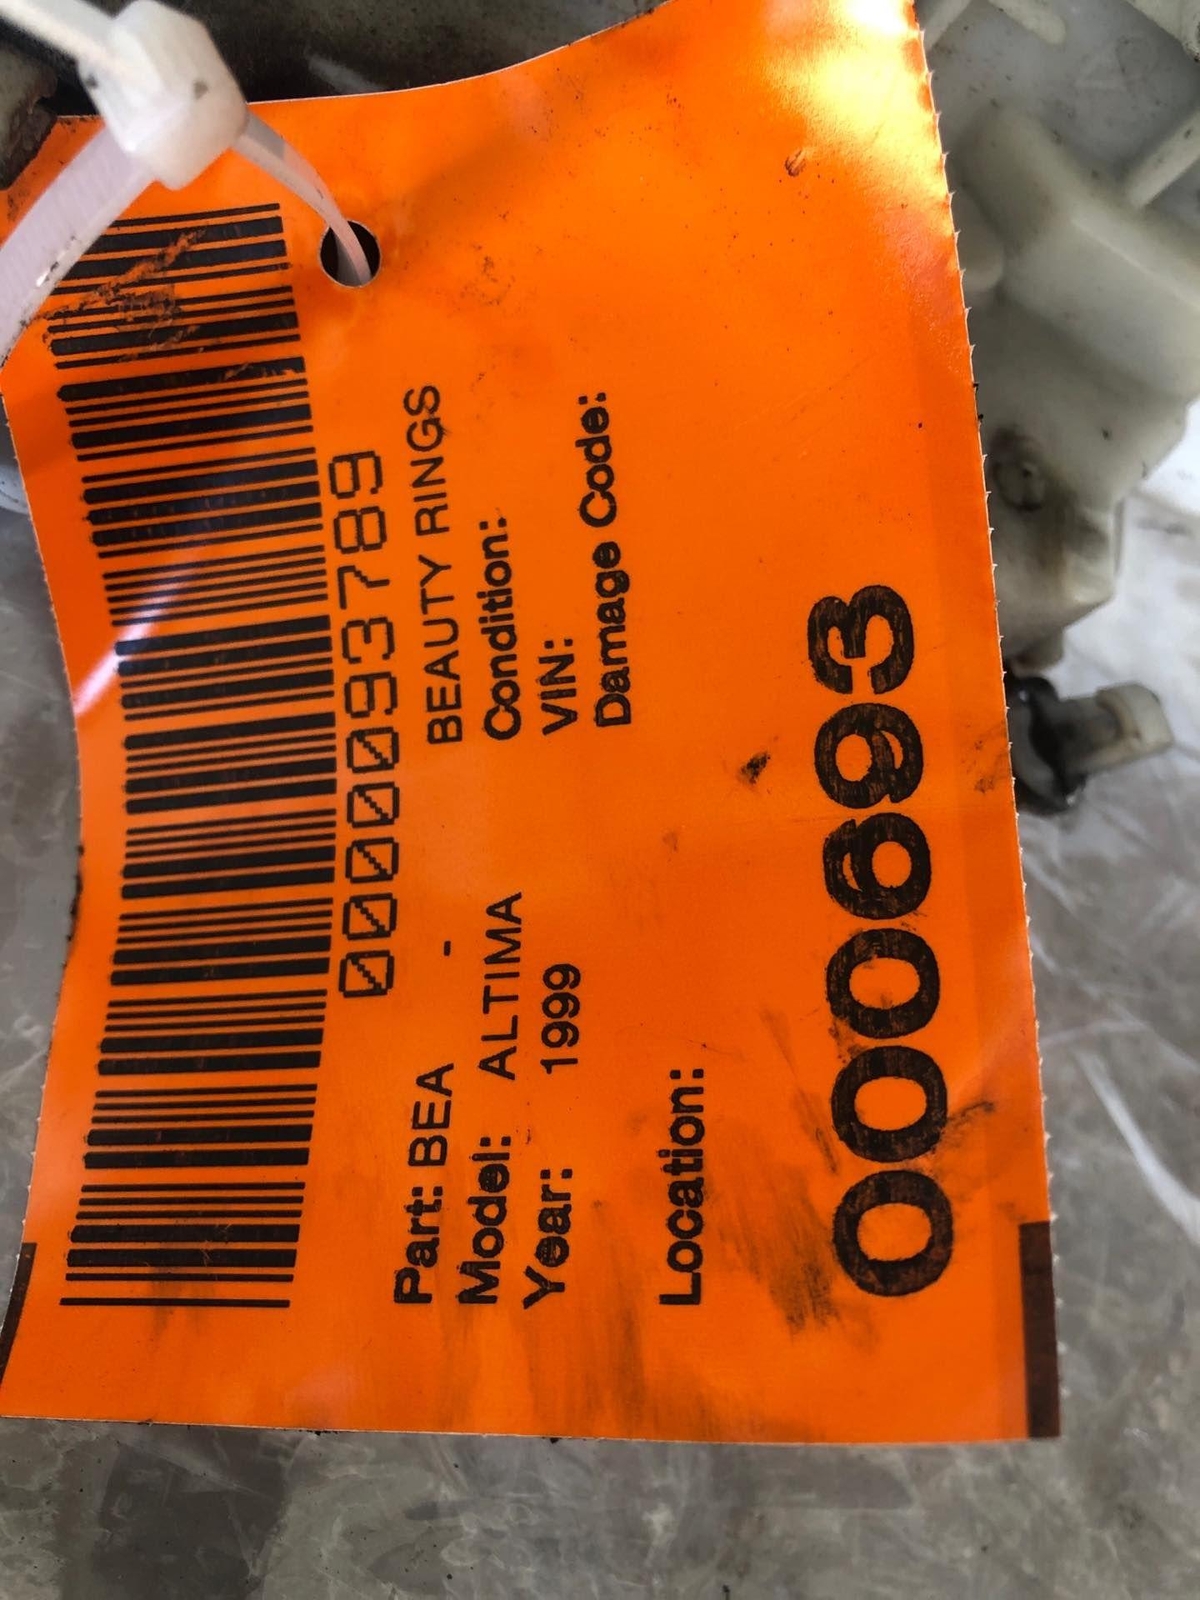 0000093789
Part: BEA - BEAUTY RINGS
Model: ALTIMA Condition:
Year: 1999 VIN:
Damage Code:
Location:
000693